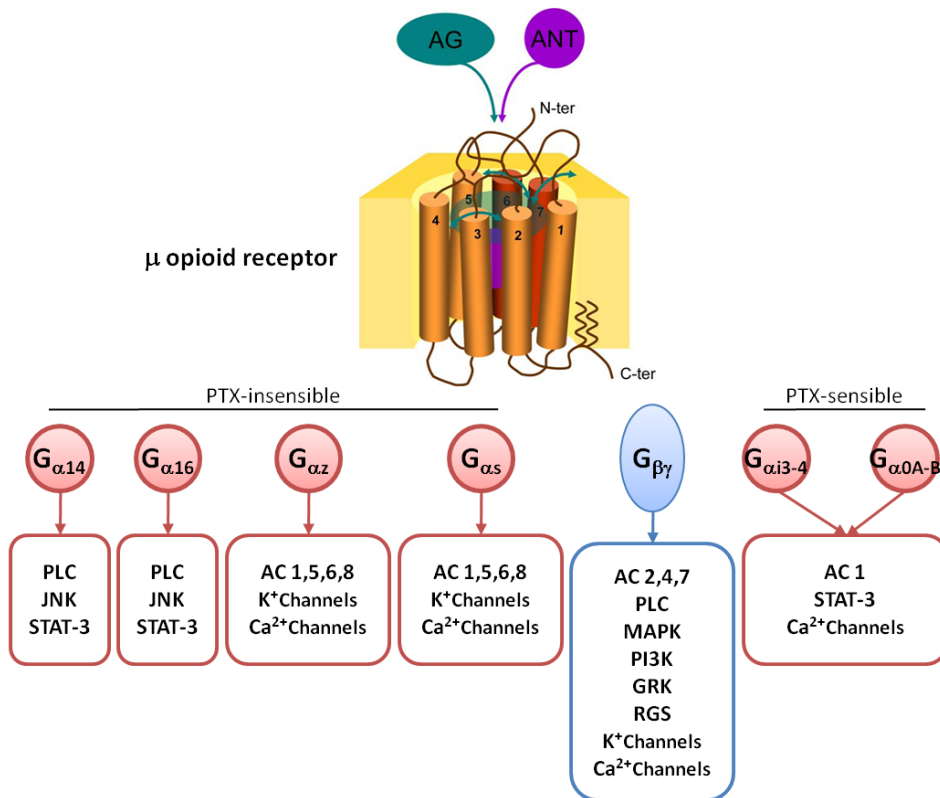 AG
ANT
N-ter
5
6
7
4
3
2
1
μ opioid receptor
C-ter
PTX-insensible
PTX-sensible
Gα14
Gα16
Gαz
Gαs
Gβγ
Gαi3-4
Gα0A-B
PLC
JNK
STAT-3
PLC
JNK
STAT-3
AC 1,5,6,8
K⁺Channels
Ca²⁺Channels
AC 1,5,6,8
K⁺Channels
Ca²⁺Channels
AC 2,4,7
PLC
MAPK
PI3K
GRK
RGS
K⁺Channels
Ca²⁺Channels
AC 1
STAT-3
Ca²⁺Channels